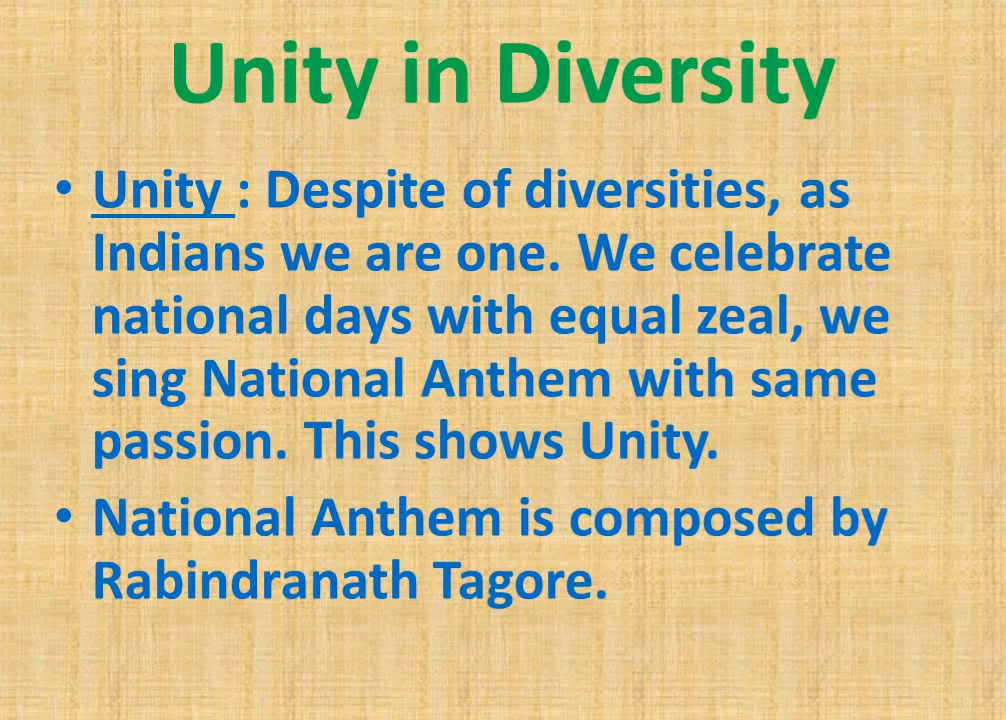 Unity in Diversity
• Unity : Despite of diversities, as
Indians we are one. We celebrate
national days with equal zeal, we
sing National Anthem with same
passion. This shows Unity.
• National Anthem is composed by
Rabindranath Tagore.